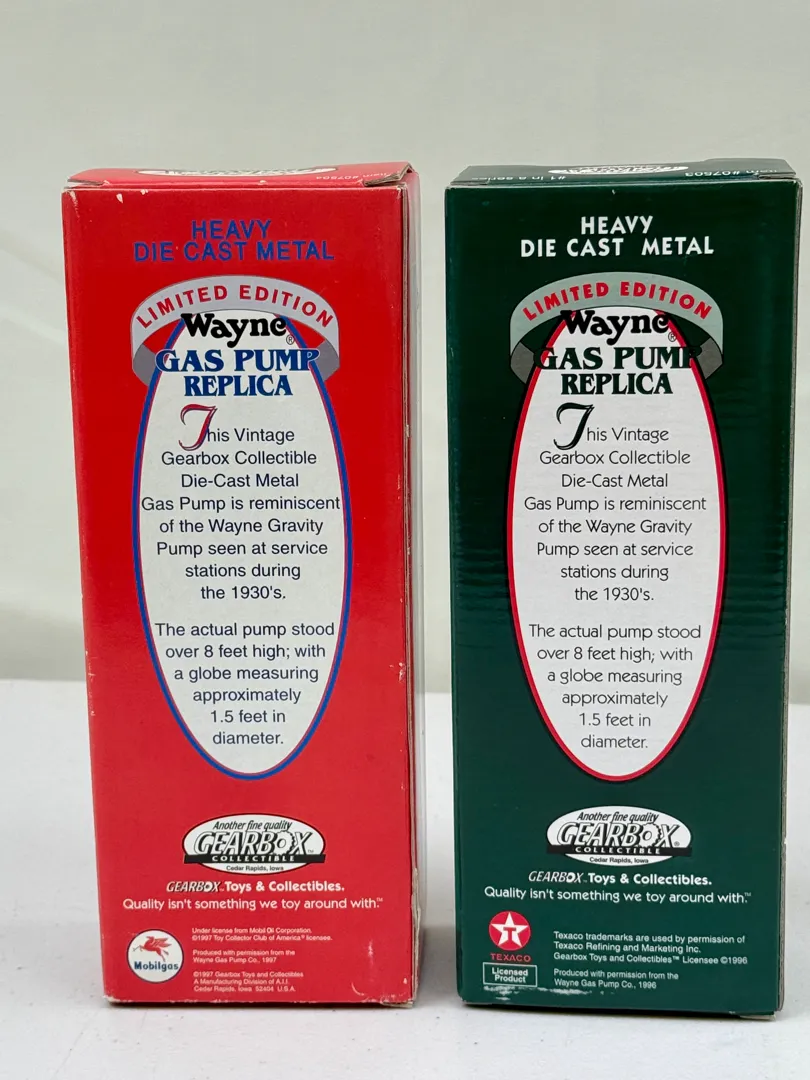 HEAVY
DIE CAST METAL
LIMITED EDITION
Wayne®
GAS PUMP
REPLICA
This Vintage
Gearbox Collectible
Die-Cast Metal
Gas Pump is reminiscent
of the Wayne Gravity
Pump seen at service
stations during
the 1930's.
The actual pump stood
over 8 feet high; with
a globe measuring
approximately
1.5 feet in
diameter.
Another fine quality
GEARBOX™
COLLECTIBLE
Cedar Rapids, Iowa
GEARBOX™ Toys & Collectibles.
Quality isn't something we toy around with.™
Mobilgas
Under license from Mobil Oil Corporation.
©1997 Toy Collector Club of America® licensee.
Produced with permission from the
Wayne Gas Pump Co., 1997
©1997 Gearbox Toys and Collectibles
A Manufacturing Division of A.I.I.
Cedar Rapids, Iowa 52404 U.S.A.
#1 in a series
HEAVY
DIE CAST METAL
LIMITED EDITION
Wayne®
GAS PUMP
REPLICA
This Vintage
Gearbox Collectible
Die-Cast Metal
Gas Pump is reminiscent
of the Wayne Gravity
Pump seen at service
stations during
the 1930's.
The actual pump stood
over 8 feet high; with
a globe measuring
approximately
1.5 feet in
diameter.
Another fine quality
GEARBOX®
COLLECTIBLE
Cedar Rapids, Iowa
GEARBOX™ Toys & Collectibles.
Quality isn't something we toy around with.™
T
TEXACO
Licensed
Product
Texaco trademarks are used by permission of
Texaco Refining and Marketing Inc.
Gearbox Toys and Collectibles™ Licensee ©1996
Produced with permission from the
Wayne Gas Pump Co., 1996